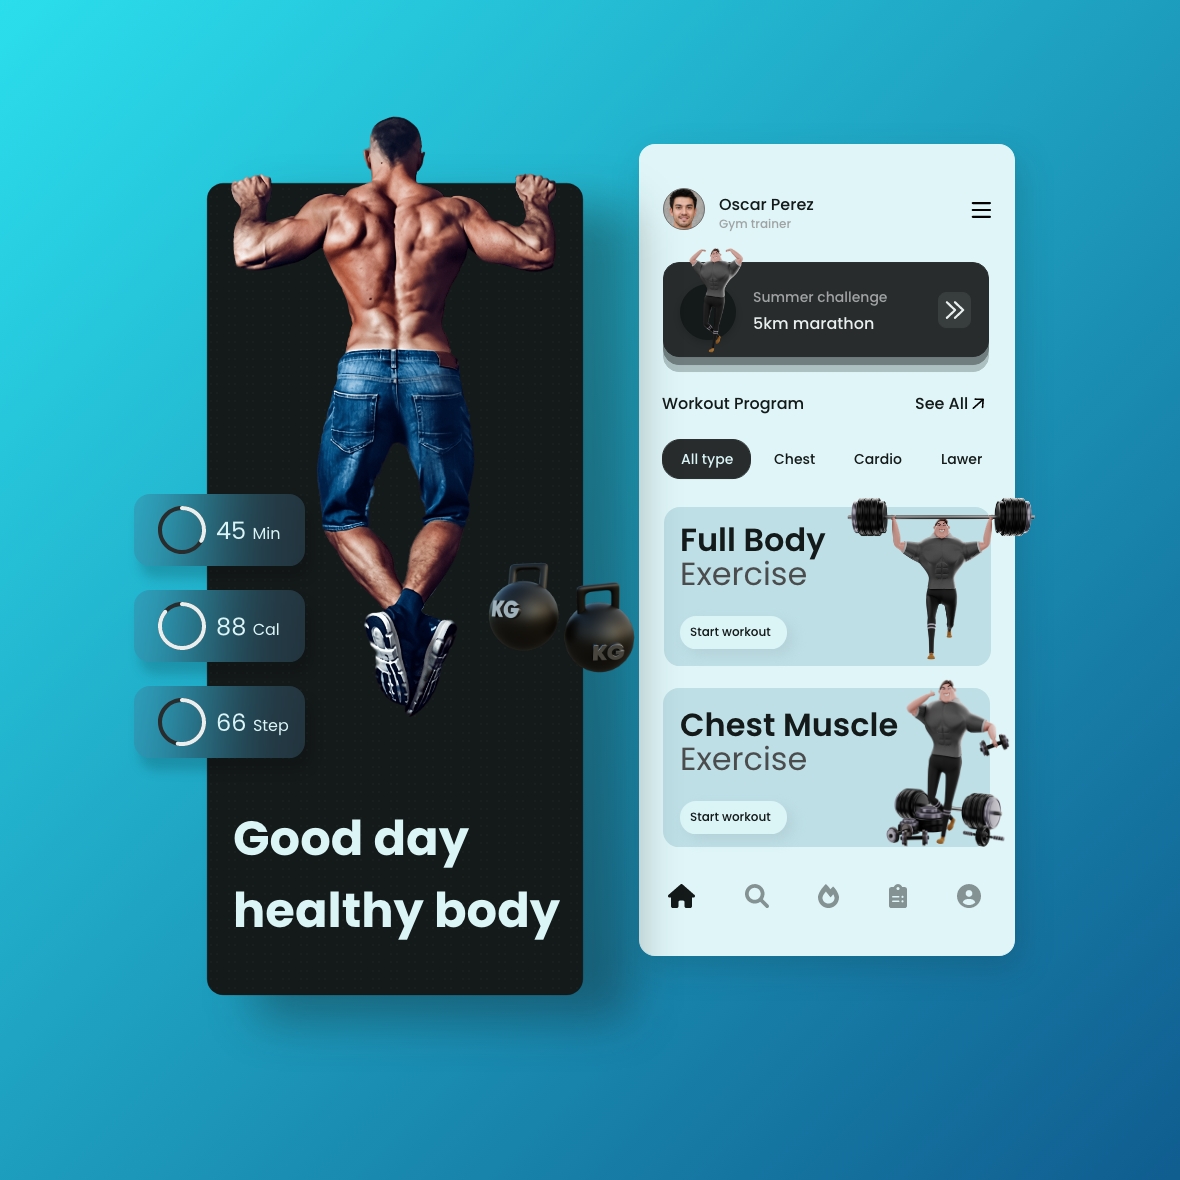 45 Min
88 Cal
66 Step
KG
KG
Good day
healthy body
Oscar Perez
Gym trainer
Summer challenge
5km marathon
Workout Program
See All
All type
Chest
Cardio
Lawer
Full Body
Exercise
Start workout
Chest Muscle
Exercise
Start workout